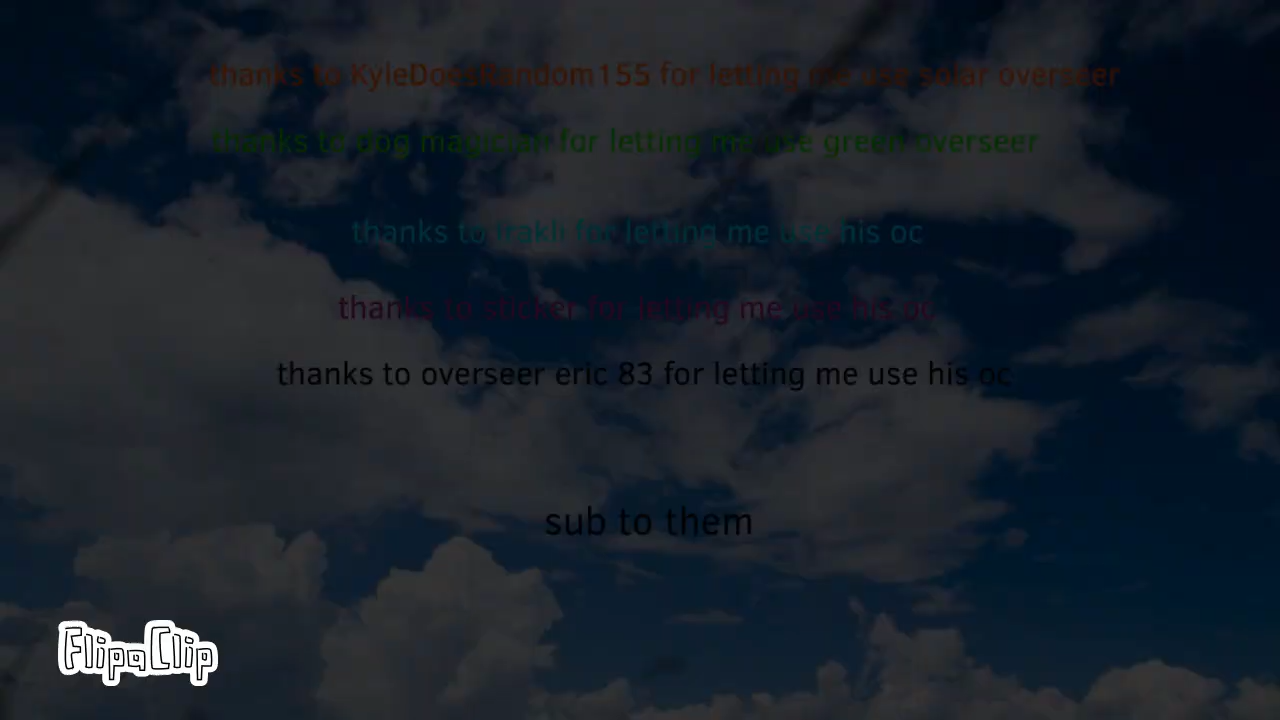 thanks to KyleDoesRandom155 for letting me use solar overseer
thanks to dog magician for letting me use green overseer
thanks to irakli for letting me use his oc
thanks to sticker for letting me use his oc
thanks to overseer eric 83 for letting me use his oc
sub to them
FlipaClip